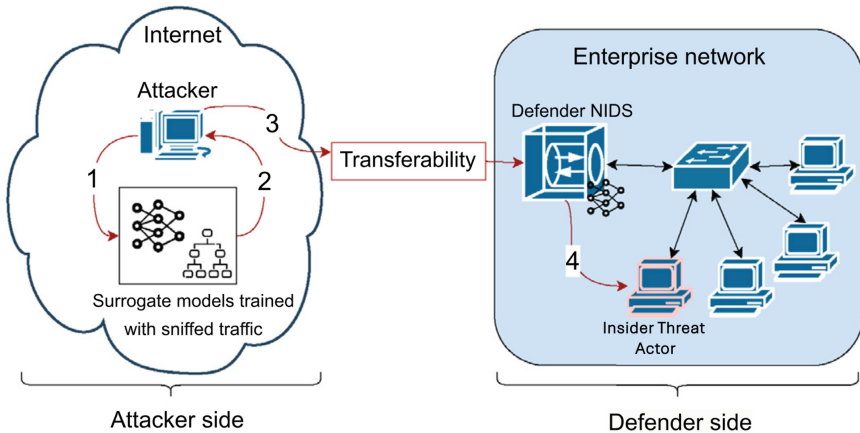 Internet
Attacker
1
2
3
Surrogate models trained
with sniffed traffic
Attacker side
Transferability
Enterprise network
Defender NIDS
4
Insider Threat
Actor
Defender side